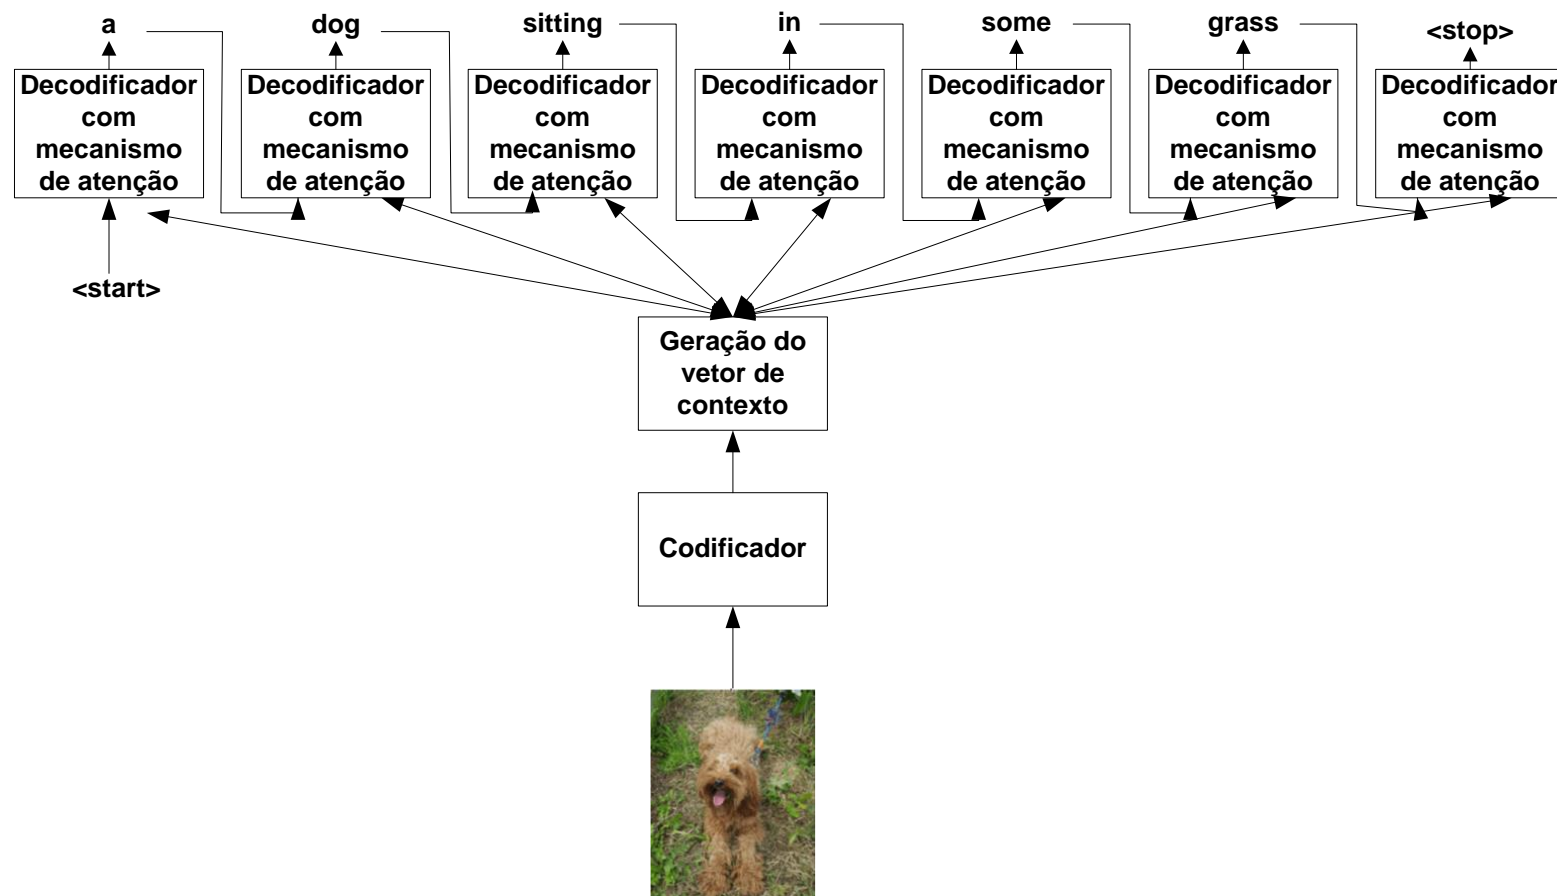 a dog sitting in some grass <stop>
Decodificador
com
mecanismo
de atenção
Decodificador
com
mecanismo
de atenção
Decodificador
com
mecanismo
de atenção
Decodificador
com
mecanismo
de atenção
Decodificador
com
mecanismo
de atenção
Decodificador
com
mecanismo
de atenção
Decodificador
com
mecanismo
de atenção
<start>
Geração do
vetor de
contexto
Codificador